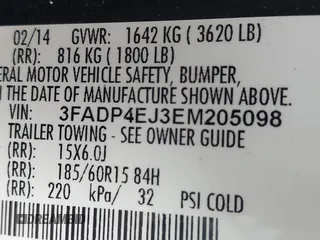 02/14 GVWR: 1642 KG ( 3620 LB)
(RR): 816 KG ( 1800 LB)
ERAL MOTOR VEHICLE SAFETY, BUMPER,
N THE DATE OF MANUFACTURE SHOWN ABOVE.
VIN: 3FADP4EJ3EM205098
TRAILER TOWING - SEE OWNER GUIDE
15X6.0J
(RR): 185/60R15 84H
(RR): 220 kPa/ 32 PSI COLD
DREAMBID